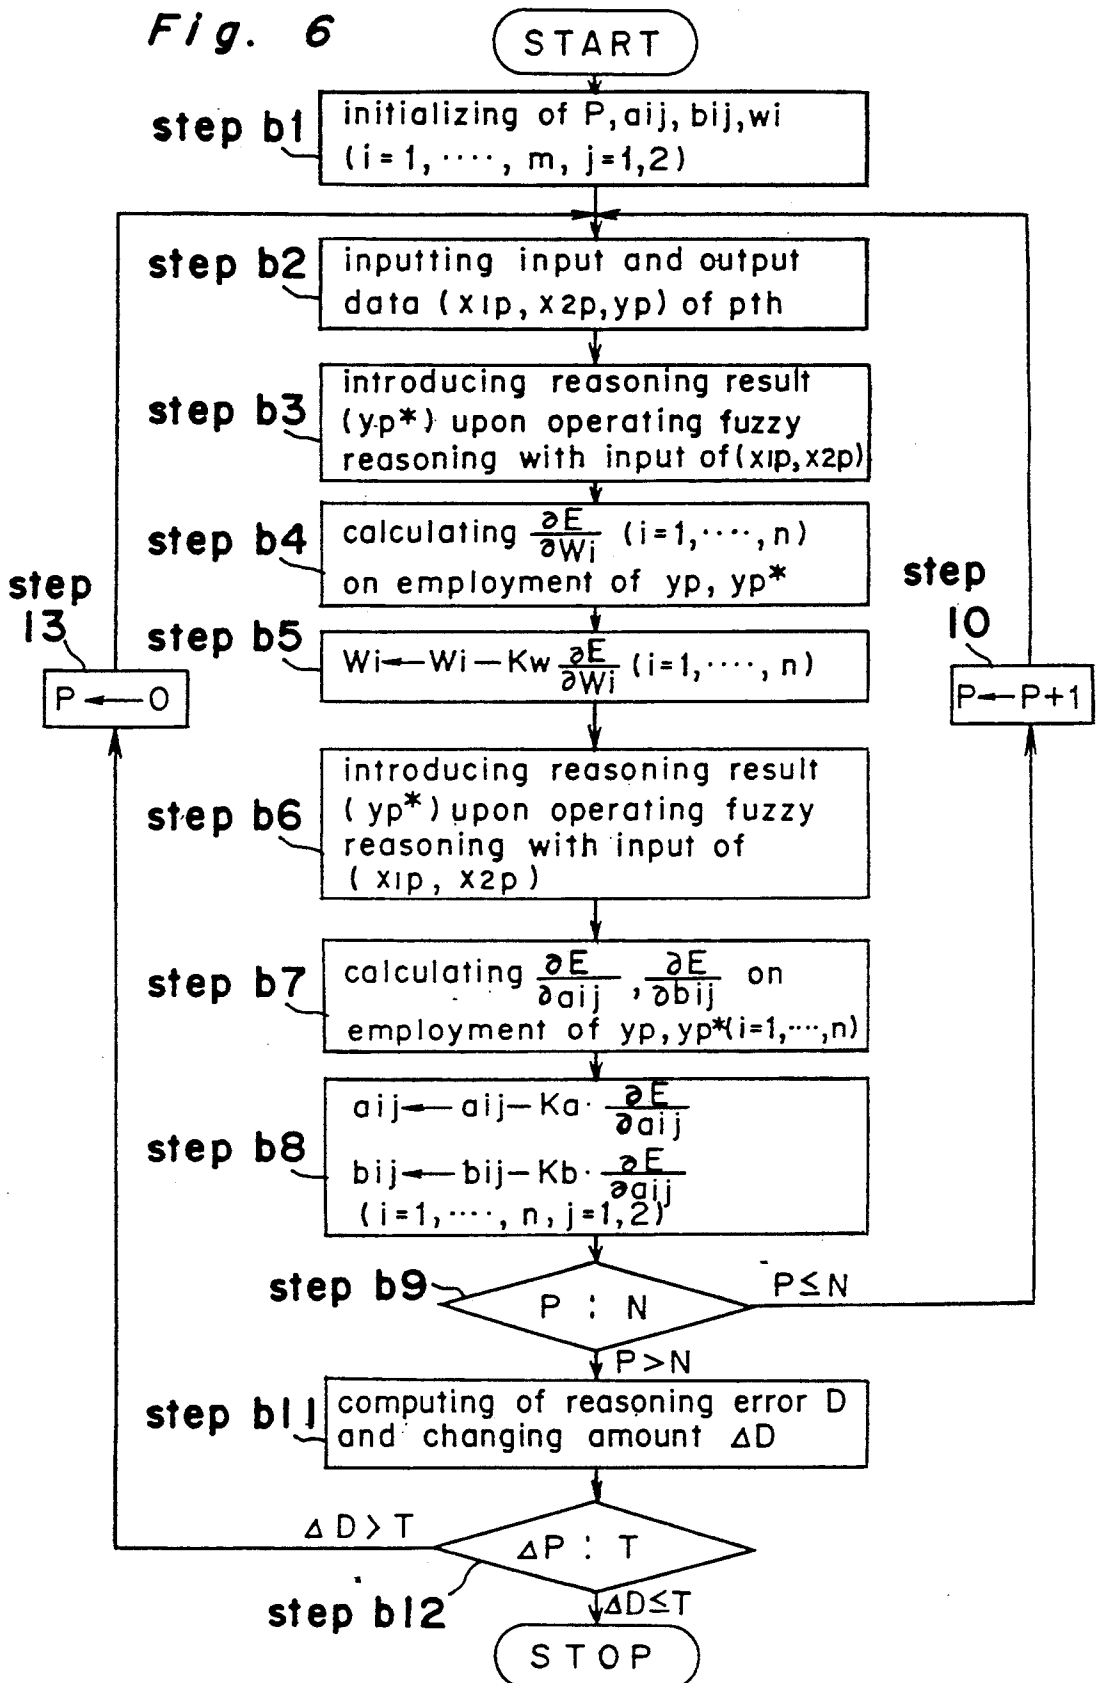 Fig. 6
START
step b1
initializing of P, aij, bij, wi
(i=1, ····, m, j=1,2)
step b2
inputting input and output
data (x1p, x2p, yp) of pth
step b3
introducing reasoning result
(yp*) upon operating fuzzy
reasoning with input of (x1p, x2p)
step b4
calculating ∂E/∂Wi (i=1, ····, n)
on employment of yp, yp*
step b5
Wi ← Wi – Kw ∂E/∂Wi (i=1, ····, n)
step 13
P ← 0
step 10
P ← P+1
step b6
introducing reasoning result
(yp*) upon operating fuzzy
reasoning with input of
(x1p, x2p)
step b7
calculating ∂E/∂aij, ∂E/∂bij on
employment of yp, yp* (i=1, ····, n)
step b8
aij ← aij – Ka · ∂E/∂aij
bij ← bij – Kb · ∂E/∂aij
(i=1, ····, n, j=1,2)
step b9
P : N
P≤N
P>N
step b11
computing of reasoning error D
and changing amount ΔD
ΔD>T
ΔP : T
step b12
ΔD≤T
STOP